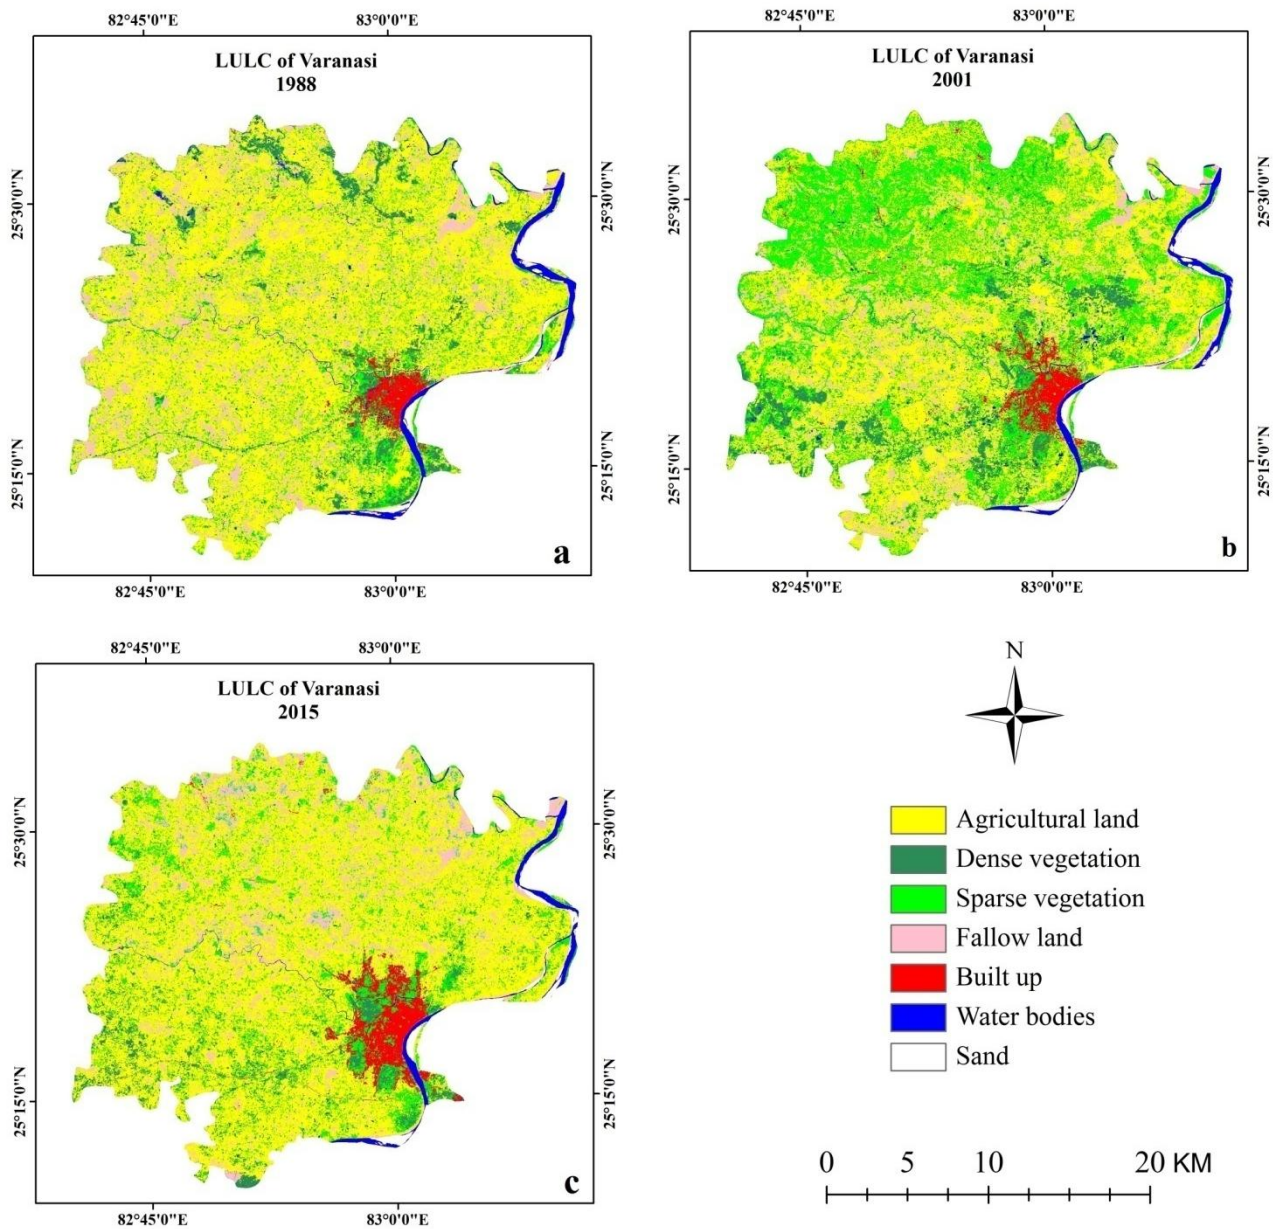 82°45'0"E 83°0'0"E
LULC of Varanasi
1988
25°30'0"N 25°30'0"N
25°15'0"N 25°15'0"N
a
82°45'0"E 83°0'0"E
82°45'0"E 83°0'0"E
LULC of Varanasi
2001
25°30'0"N 25°30'0"N
25°15'0"N 25°15'0"N
b
82°45'0"E 83°0'0"E
82°45'0"E 83°0'0"E
LULC of Varanasi
2015
25°30'0"N 25°30'0"N
25°15'0"N 25°15'0"N
c
82°45'0"E 83°0'0"E
N
Agricultural land
Dense vegetation
Sparse vegetation
Fallow land
Built up
Water bodies
Sand
0 5 10 20 KM